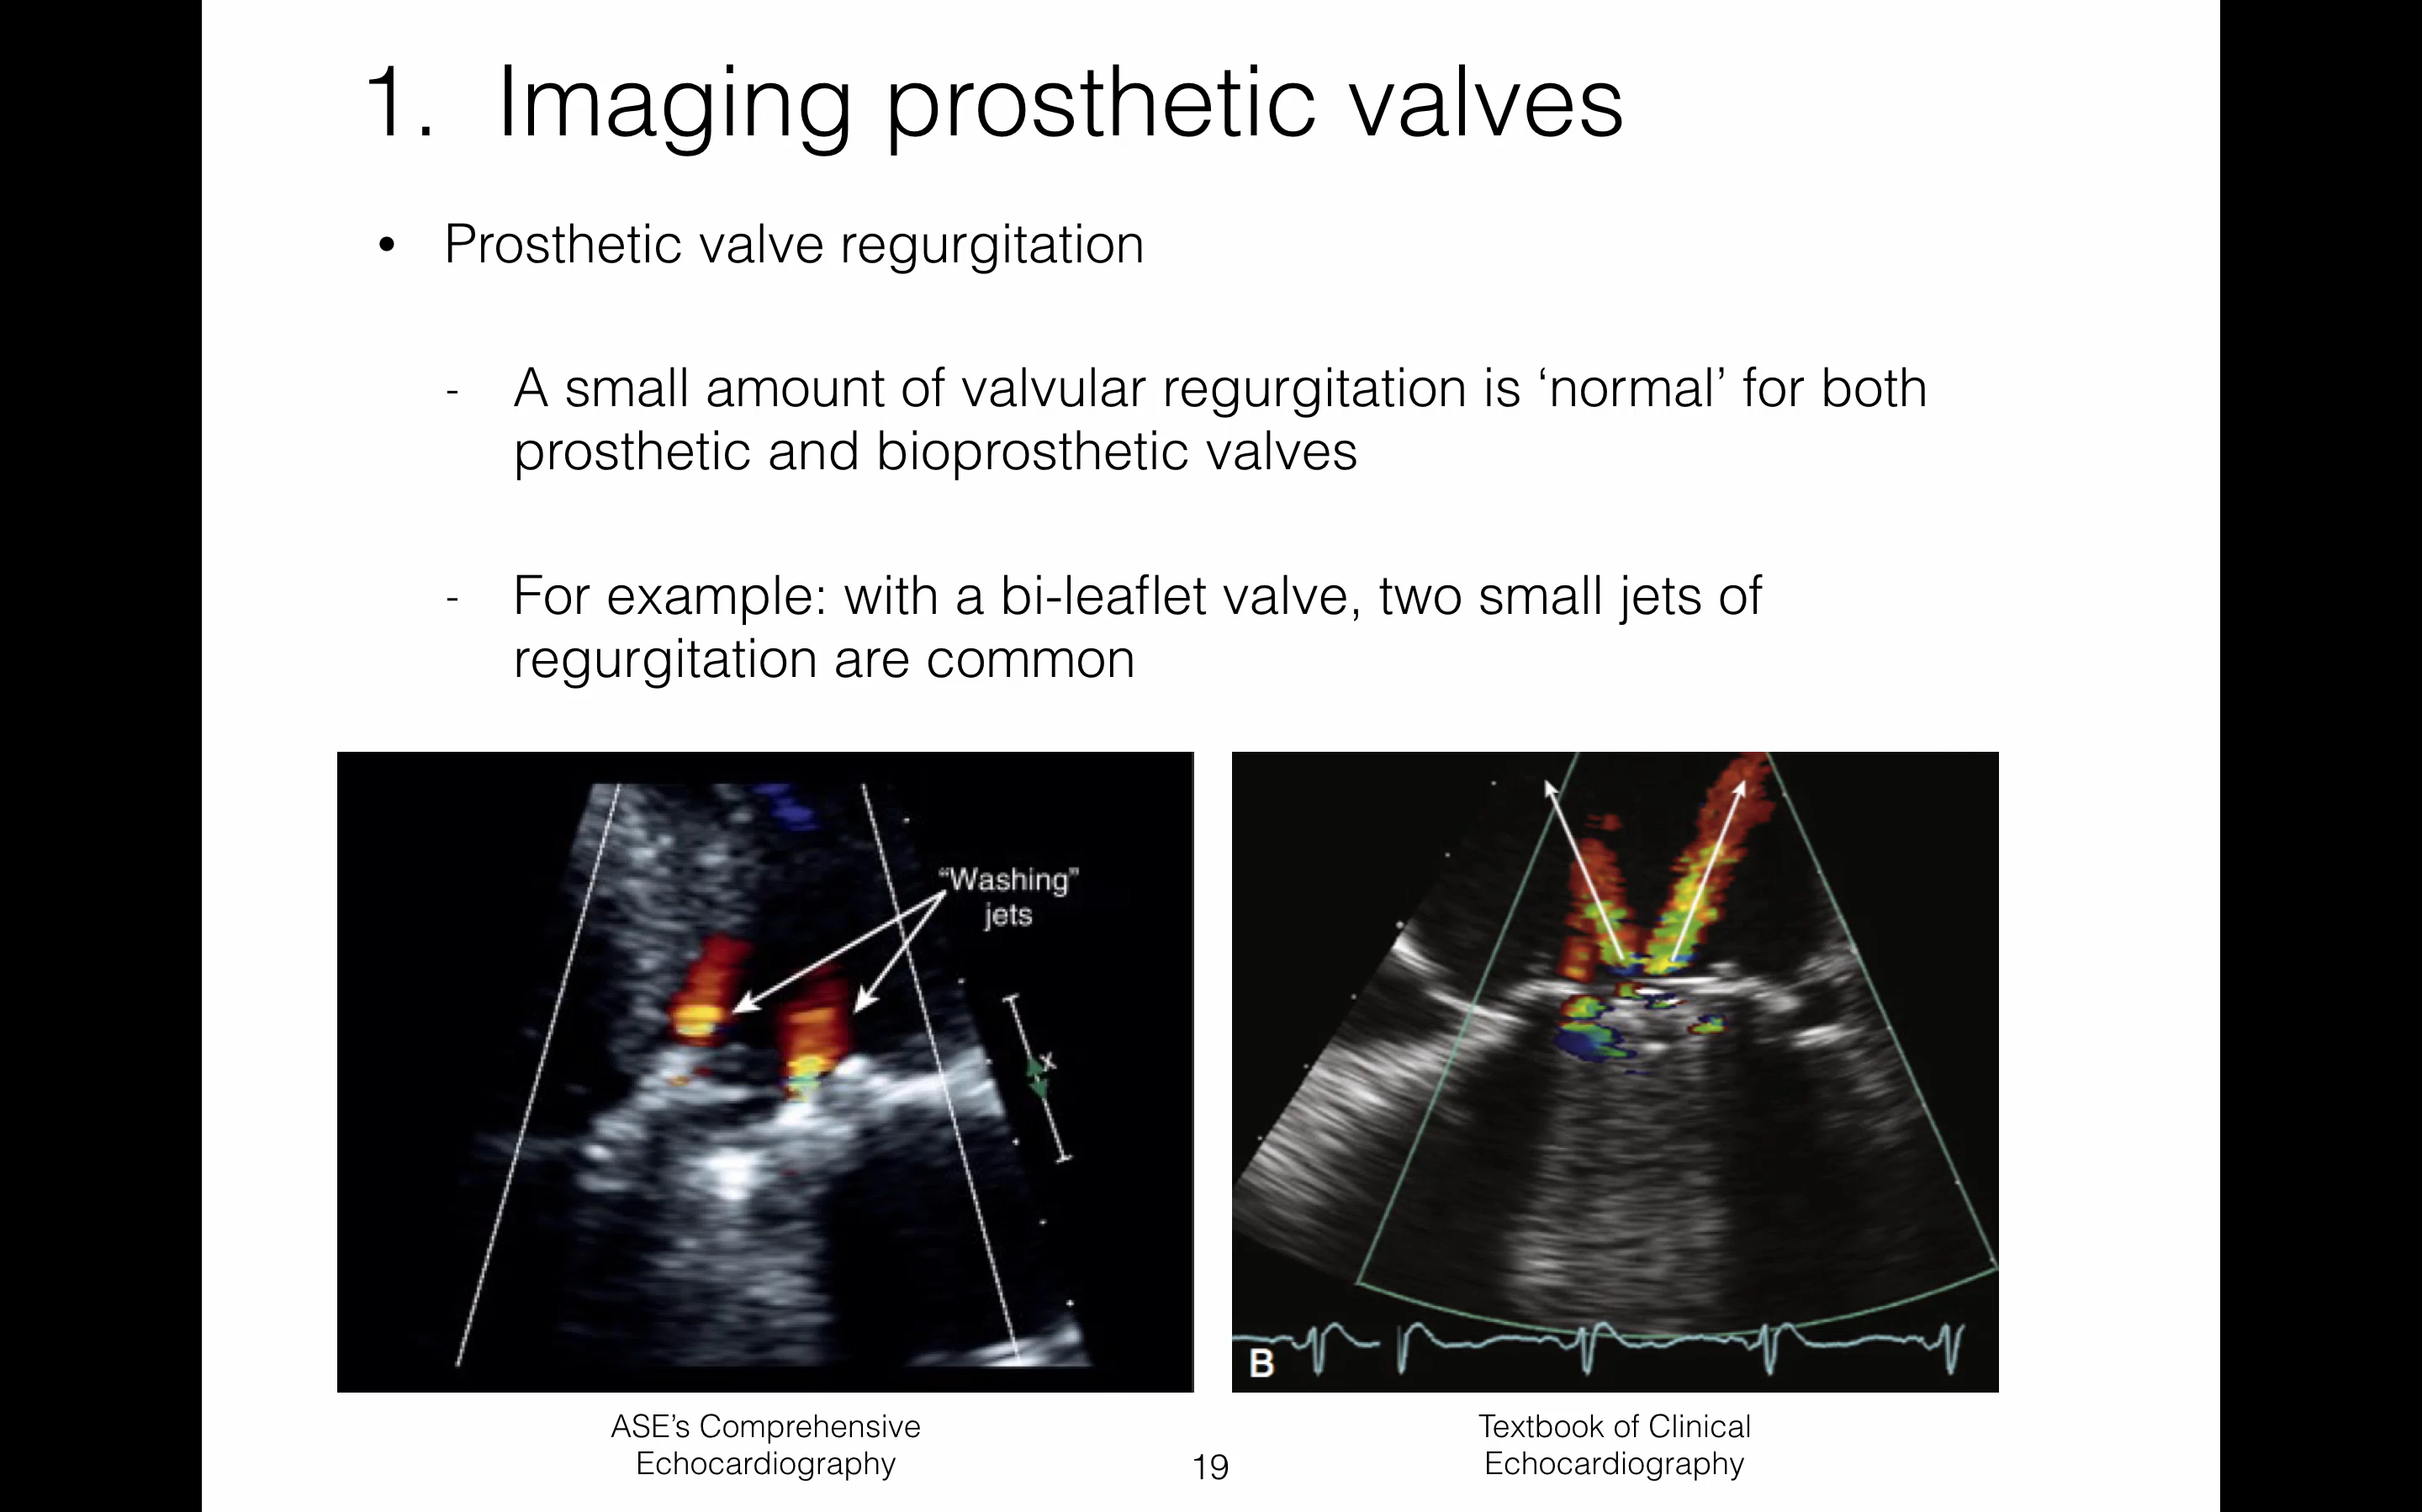 1. Imaging prosthetic valves
• Prosthetic valve regurgitation
- A small amount of valvular regurgitation is ‘normal’ for both
prosthetic and bioprosthetic valves
- For example: with a bi-leaflet valve, two small jets of
regurgitation are common
“Washing”
jets
x
B
ASE’s Comprehensive
Echocardiography
19
Textbook of Clinical
Echocardiography